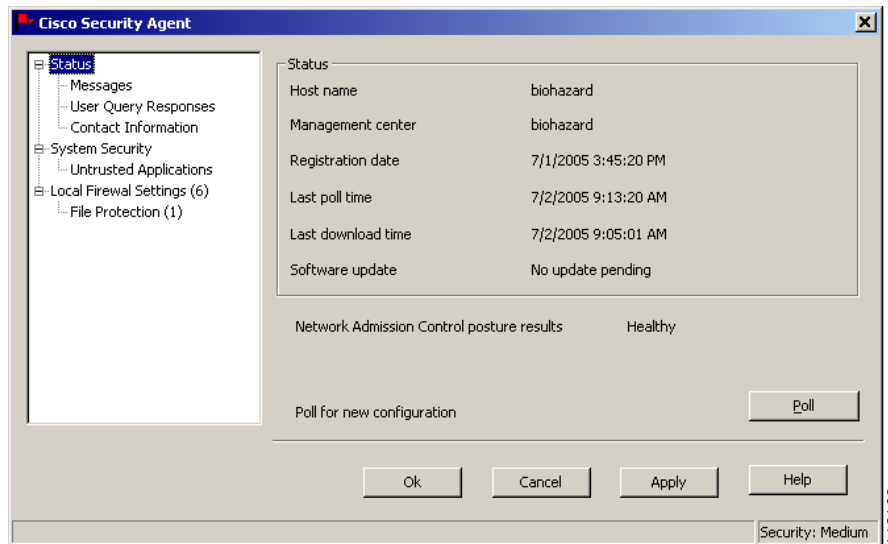 Cisco Security Agent
Status
Messages
User Query Responses
Contact Information
System Security
Untrusted Applications
Local Firewal Settings (6)
File Protection (1)
Status
Host name biohazard
Management center biohazard
Registration date 7/1/2005 3:45:20 PM
Last poll time 7/2/2005 9:13:20 AM
Last download time 7/2/2005 9:05:01 AM
Software update No update pending
Network Admission Control posture results Healthy
Poll for new configuration Poll
Ok Cancel Apply Help
Security: Medium